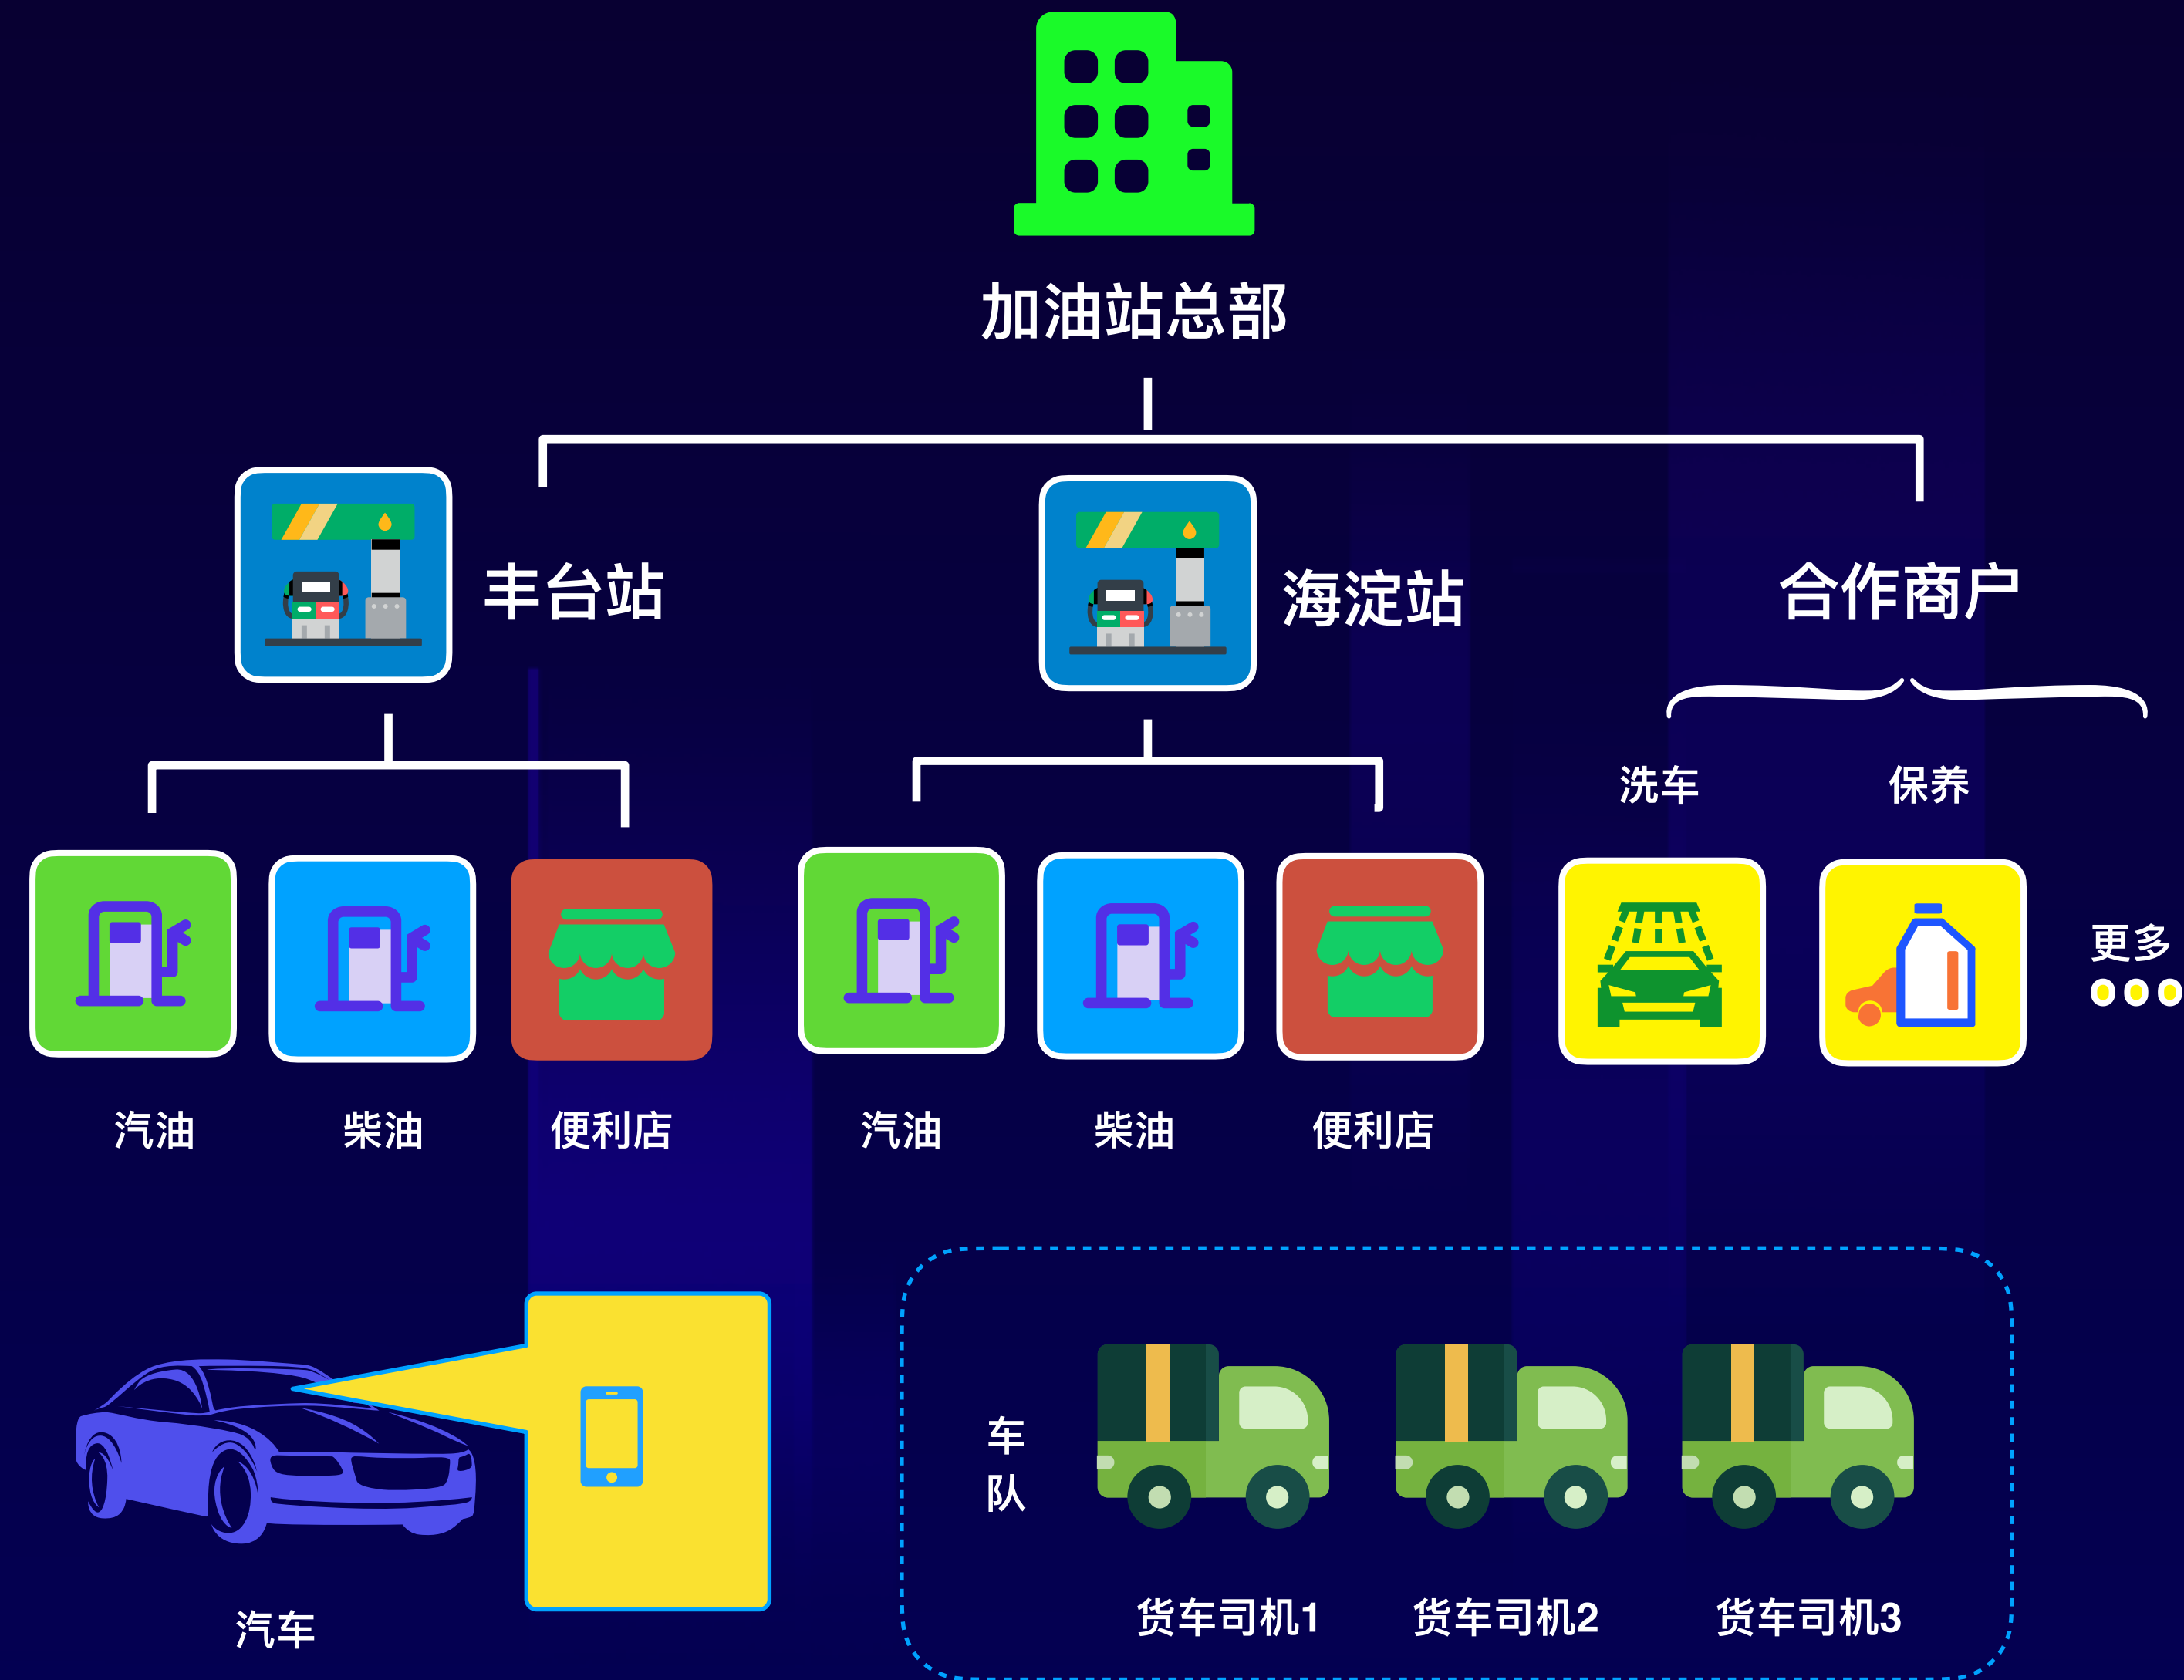 加油站总部
丰台站
海淀站
合作商户
洗车
保养
更多
汽油
柴油
便利店
汽油
柴油
便利店
车
队
汽车
货车司机1
货车司机2
货车司机3